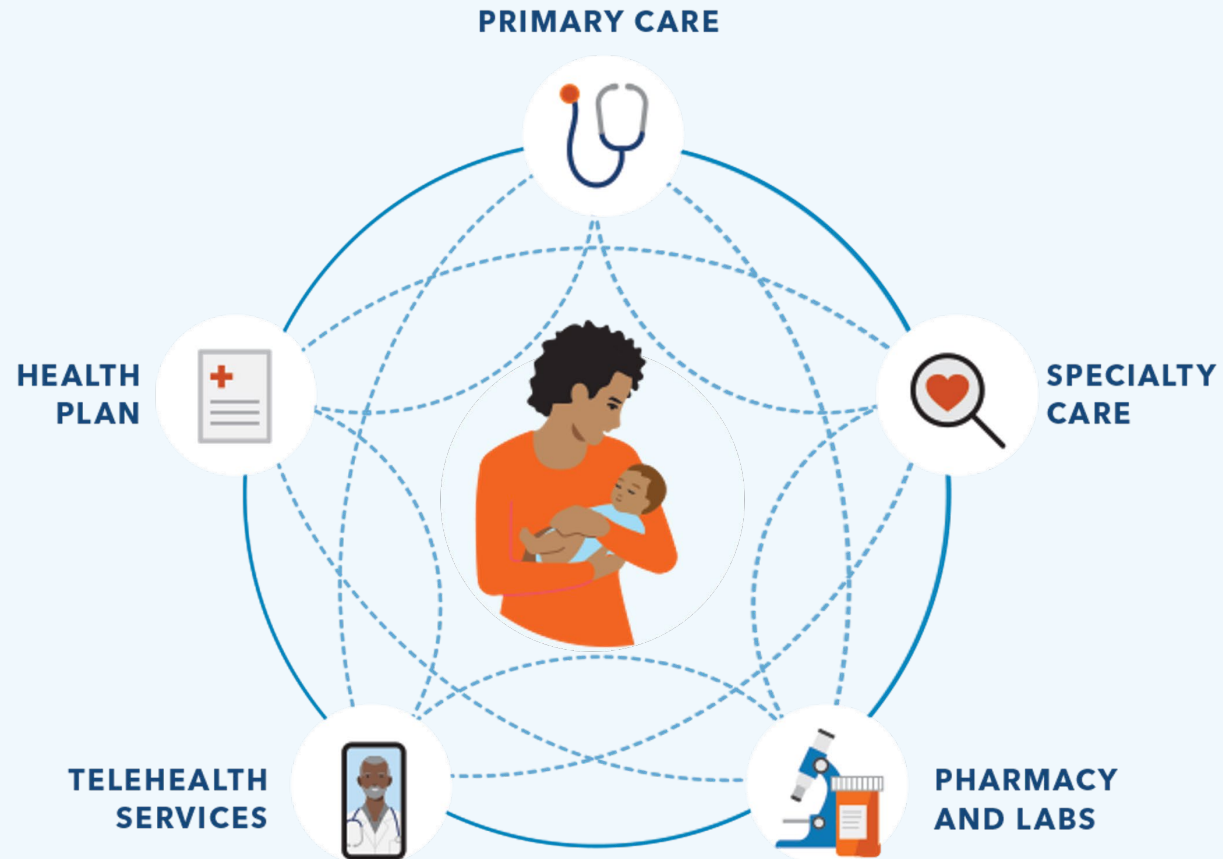 PRIMARY CARE
HEALTH
PLAN
SPECIALTY
CARE
TELEHEALTH
SERVICES
PHARMACY
AND LABS